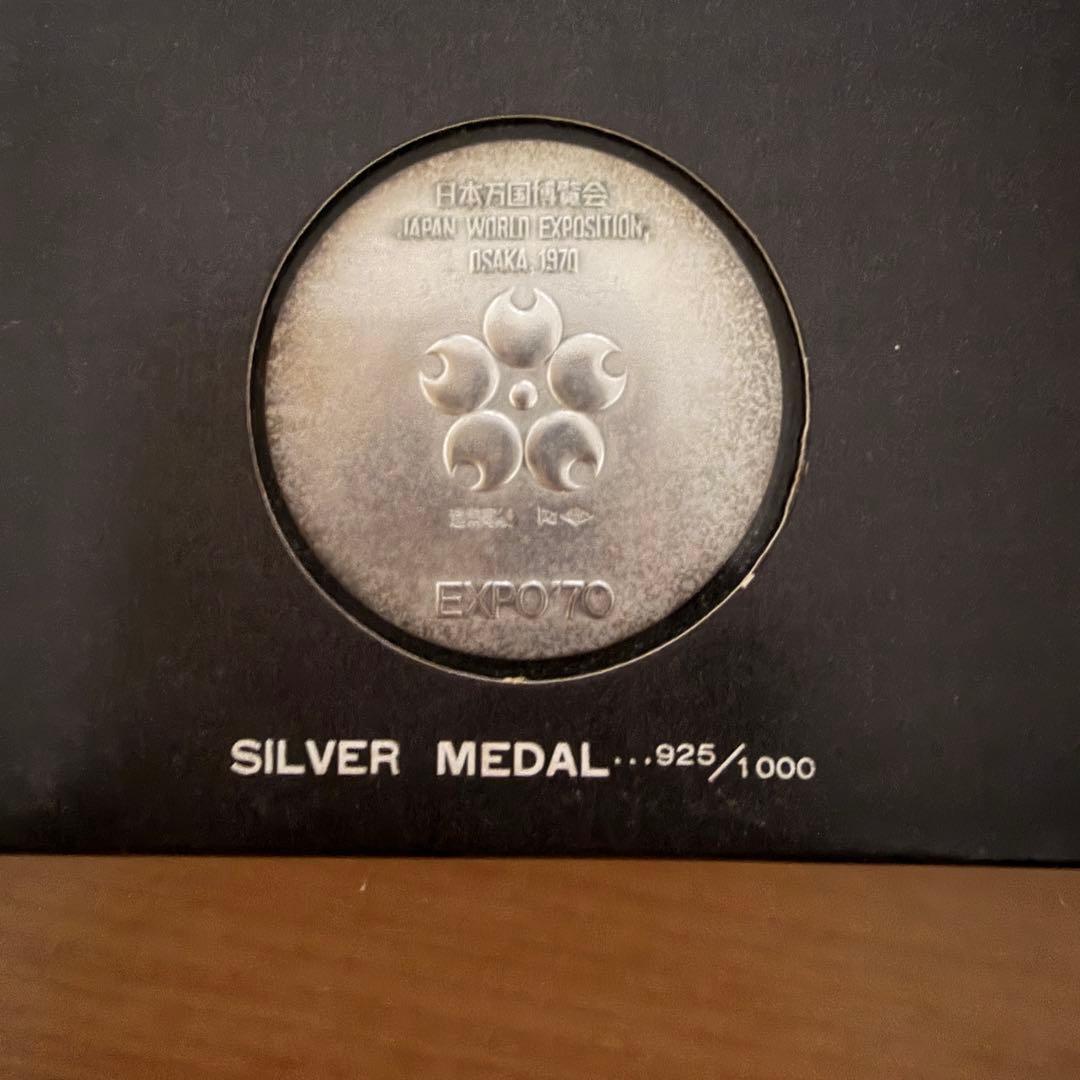 日本万国博覧会
JAPAN WORLD EXPOSITION,
OSAKA, 1970
EXPO'70
SILVER MEDAL...925/1000